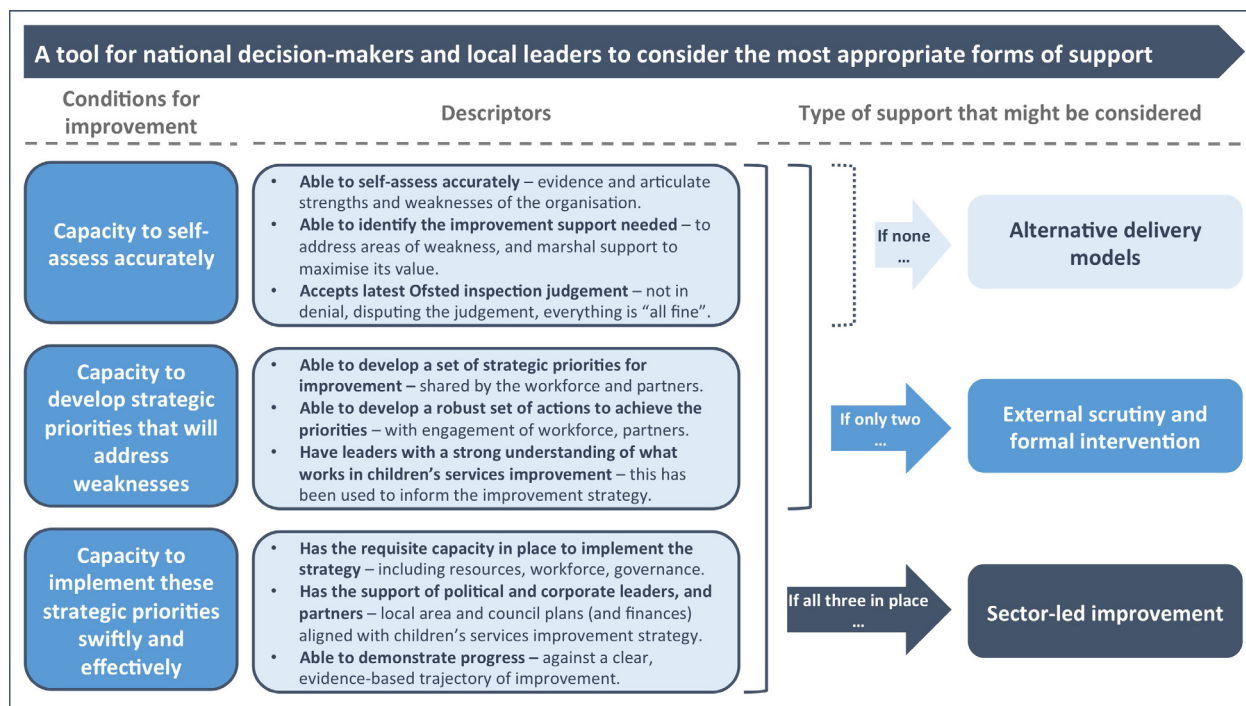 A tool for national decision-makers and local leaders to consider the most appropriate forms of support
Conditions for
improvement
Descriptors
Type of support that might be considered
Capacity to self-
assess accurately
• Able to self-assess accurately – evidence and articulate
strengths and weaknesses of the organisation.
• Able to identify the improvement support needed – to
address areas of weakness, and marshal support to
maximise its value.
• Accepts latest Ofsted inspection judgement – not in
denial, disputing the judgement, everything is “all fine”.
If none
...
Alternative delivery
models
Capacity to
develop strategic
priorities that will
address
weaknesses
• Able to develop a set of strategic priorities for
improvement – shared by the workforce and partners.
• Able to develop a robust set of actions to achieve the
priorities – with engagement of workforce, partners.
• Have leaders with a strong understanding of what
works in children’s services improvement – this has
been used to inform the improvement strategy.
If only two
...
External scrutiny and
formal intervention
Capacity to
implement these
strategic priorities
swiftly and
effectively
• Has the requisite capacity in place to implement the
strategy – including resources, workforce, governance.
• Has the support of political and corporate leaders, and
partners – local area and council plans (and finances)
aligned with children’s services improvement strategy.
• Able to demonstrate progress – against a clear,
evidence-based trajectory of improvement.
If all three in place
...
Sector-led improvement